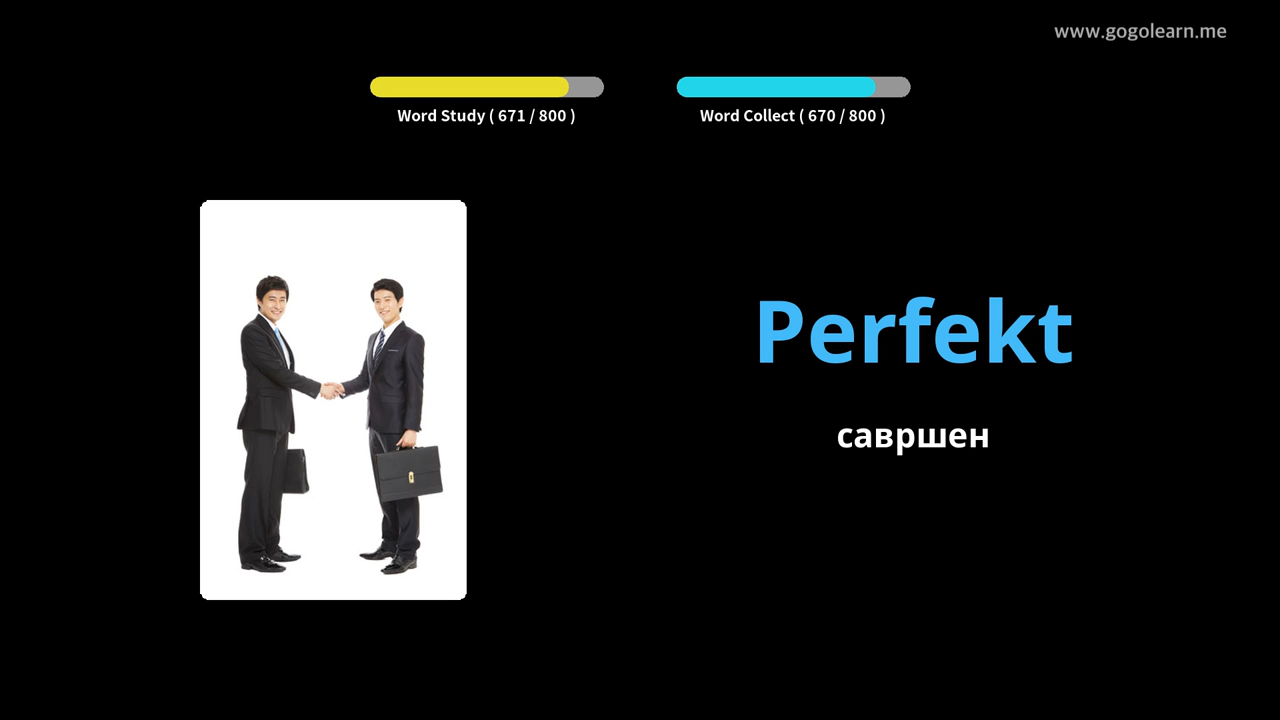 www.gogolearn.me
Word Study ( 671 / 800 )
Word Collect ( 670 / 800 )
Perfekt
савршен